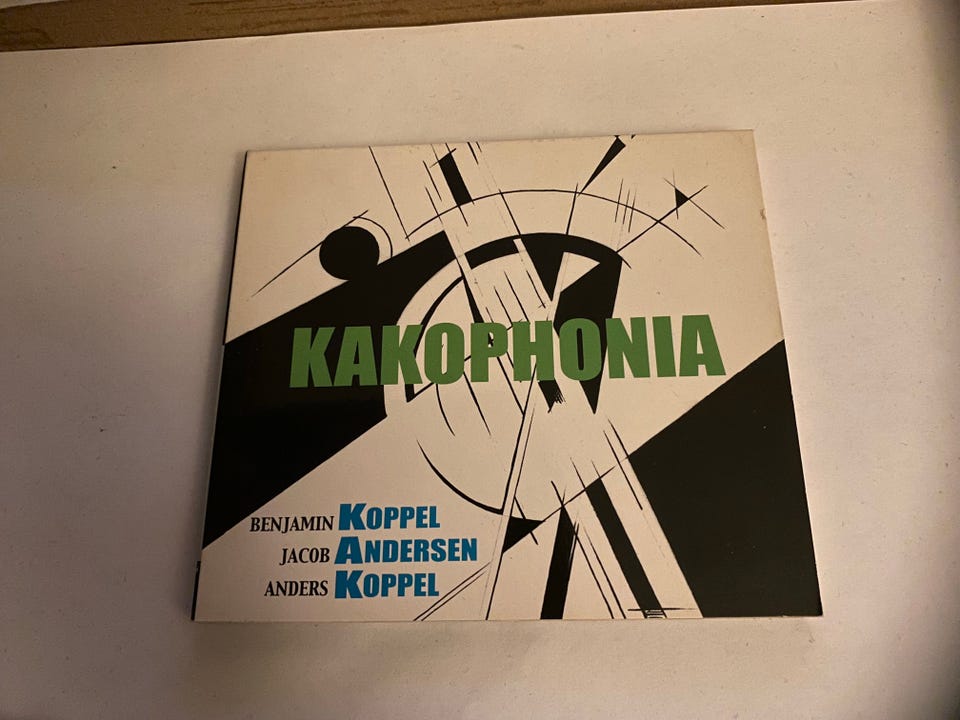 KAKOPHONIA
BENJAMIN KOPPEL
JACOB ANDERSEN
ANDERS KOPPEL